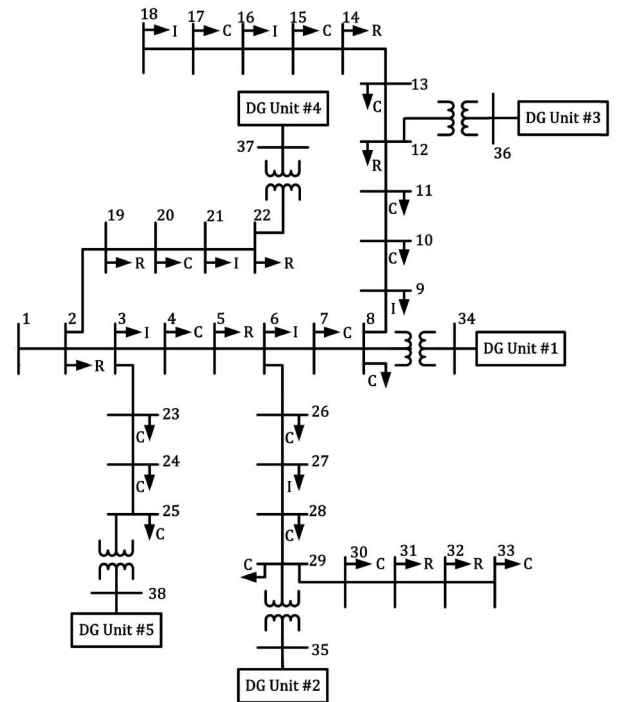 18 I 17 C 16 I 15 C 14 R
13
C
DG Unit #4
DG Unit #3
37
12
R
36
19 20 21 22
11
C
R C I R
10
C
9
I
1 2 3 I 4 C 5 R 6 I 7 C 8 34
DG Unit #1
R
C
23
C
26
C
24
C
27
I
25
C
28
C
C 29 30 C 31 R 32 R 33 C
38
DG Unit #5
35
DG Unit #2